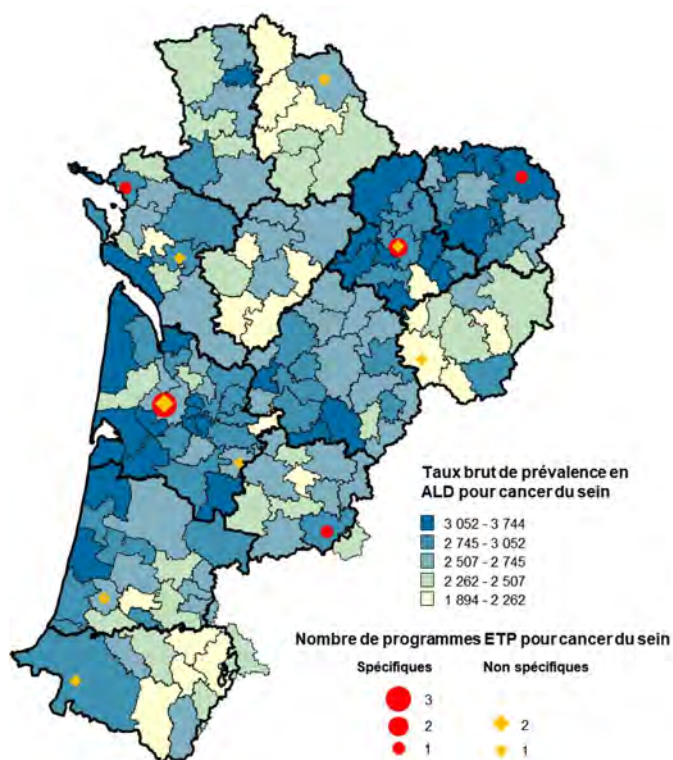 Taux brut de prévalence en
ALD pour cancer du sein
3 052 - 3 744
2 745 - 3 052
2 507 - 2 745
2 262 - 2 507
1 894 - 2 262
Nombre de programmes ETP pour cancer du sein
Spécifiques Non spécifiques
3
2 2
1 1